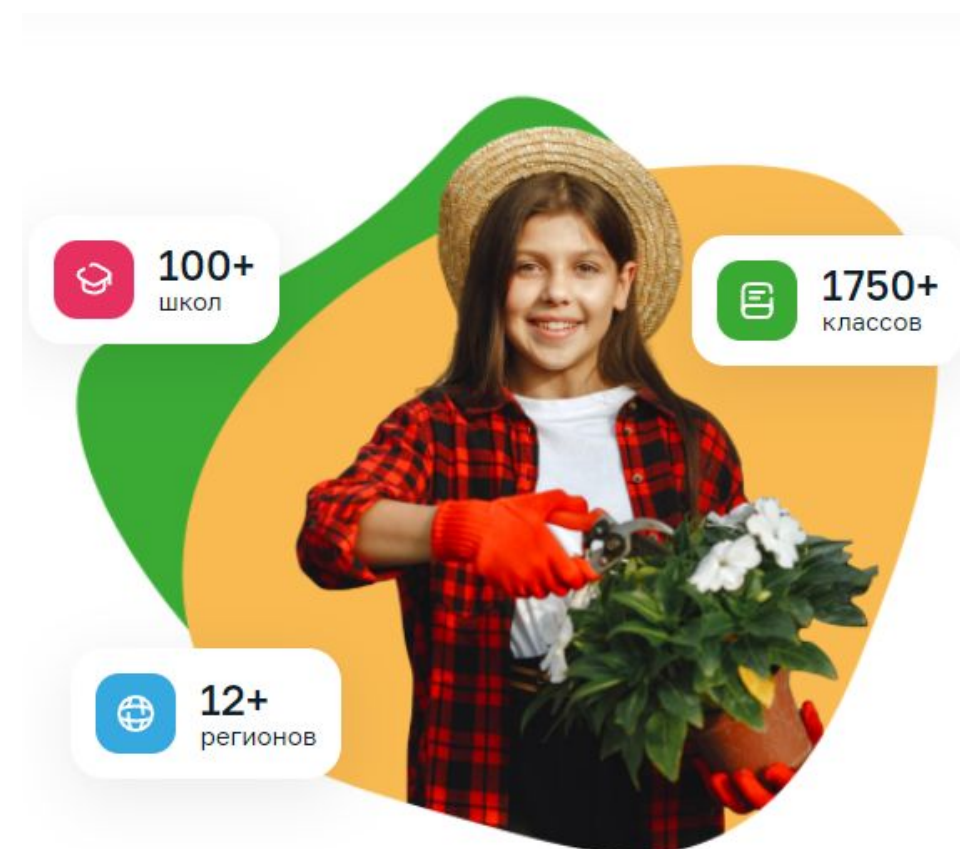 100+
школ
1750+
классов
12+
регионов